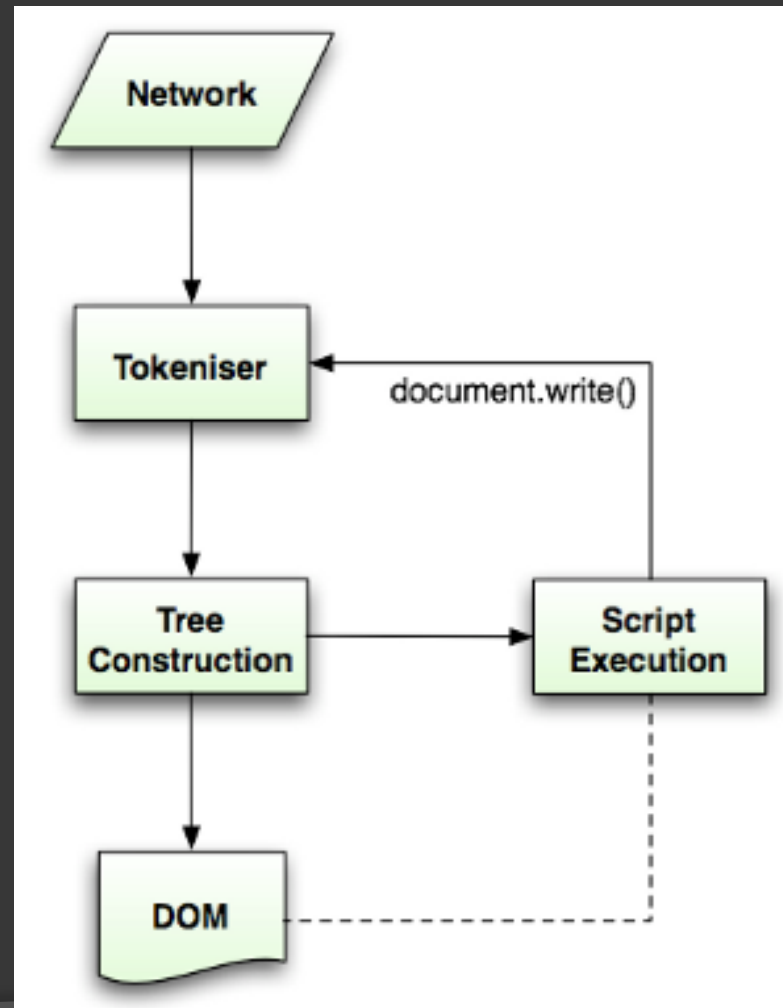 Network
Tokeniser
document.write()
Tree
Construction
Script
Execution
DOM